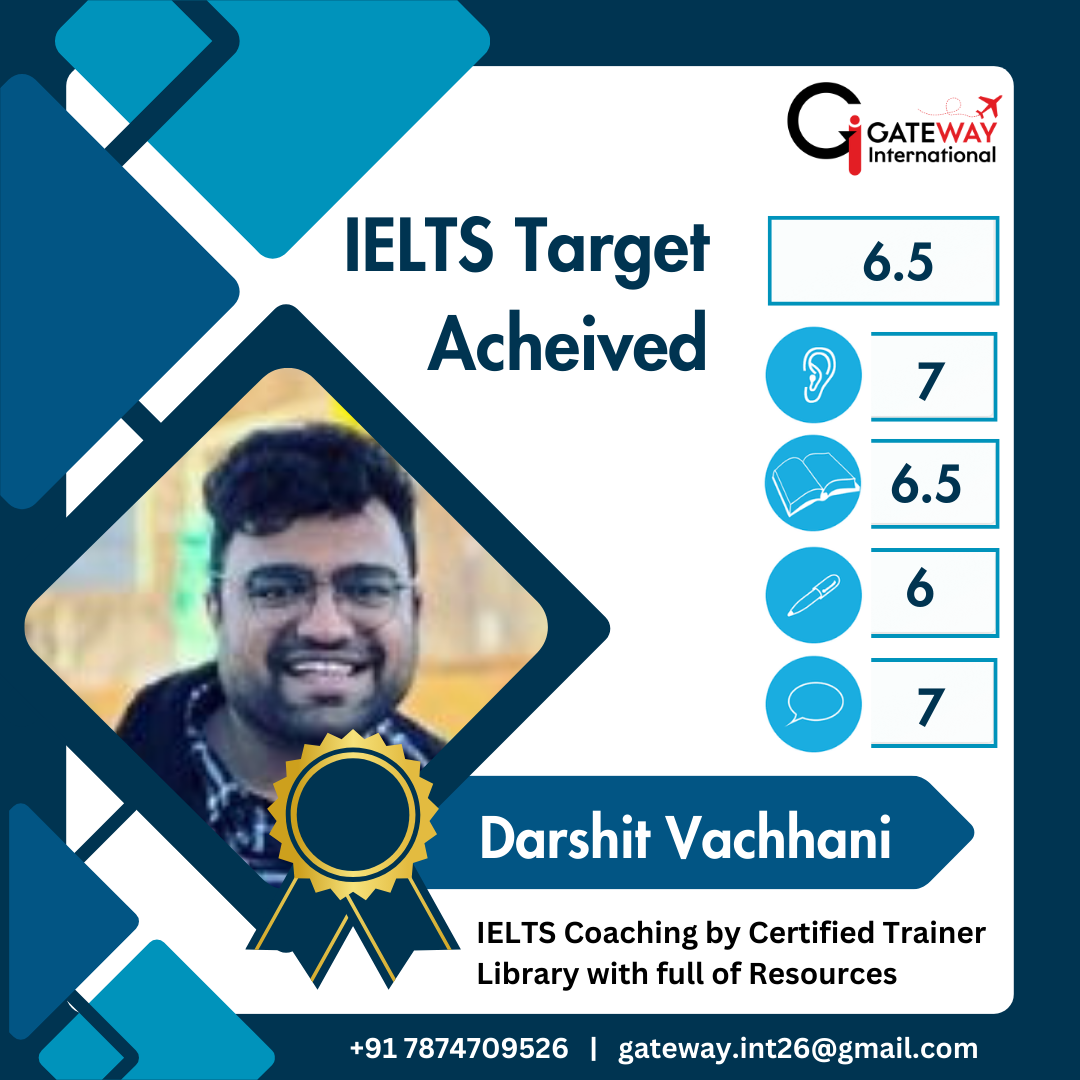 GATEWAY
International
IELTS Target
Acheived
6.5
7
6.5
6
7
Darshit Vachhani
IELTS Coaching by Certified Trainer
Library with full of Resources
+91 7874709526 | gateway.int26@gmail.com